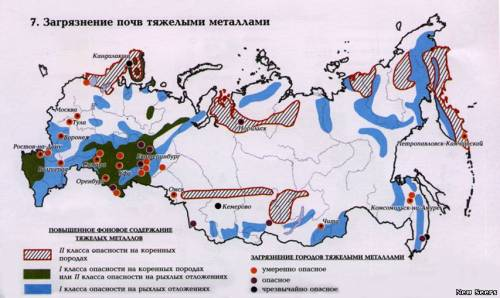 7. Загрязнение почв тяжелыми металлами
Кандалакша
Москва
Тула
Воронеж
Ростов-на-Дону
Волгоград
Самара
Уфа
Екатеринбург
Оренбург
Омск
Норильск
Кемерово
Чита
Комсомольск-на-Амуре
Петропавловск-Камчатский
ПОВЫШЕННОЕ ФОНОВОЕ СОДЕРЖАНИЕ
ТЯЖЕЛЫХ МЕТАЛЛОВ
II класса опасности на коренных
породах
I класса опасности на коренных
породах или II класса опасности
на рыхлых отложениях
I класса опасности на рыхлых отложениях
ЗАГРЯЗНЕНИЕ ГОРОДОВ ТЯЖЕЛЫМИ МЕТАЛЛАМИ
умеренно опасное
опасное
чрезвычайно опасное
New Seers